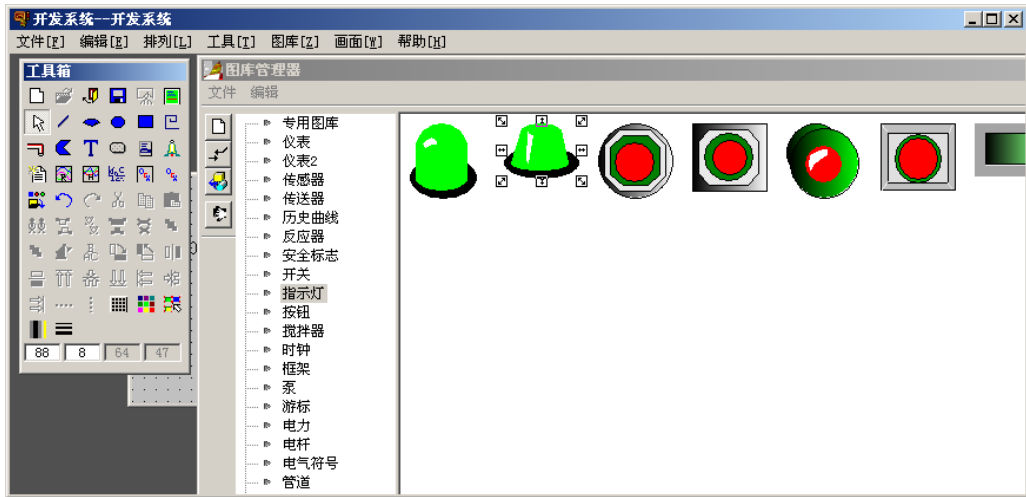 开发系统--开发系统
文件[F] 编辑[E] 排列[L] 工具[T] 图库[Z] 画面[W] 帮助[H]
工具箱
图库管理器
文件 编辑
专用图库
仪表
仪表2
传感器
传送器
历史曲线
反应器
安全标志
开关
指示灯
按钮
搅拌器
时钟
框架
泵
游标
电力
电杆
电气符号
管道
88 8 64 47